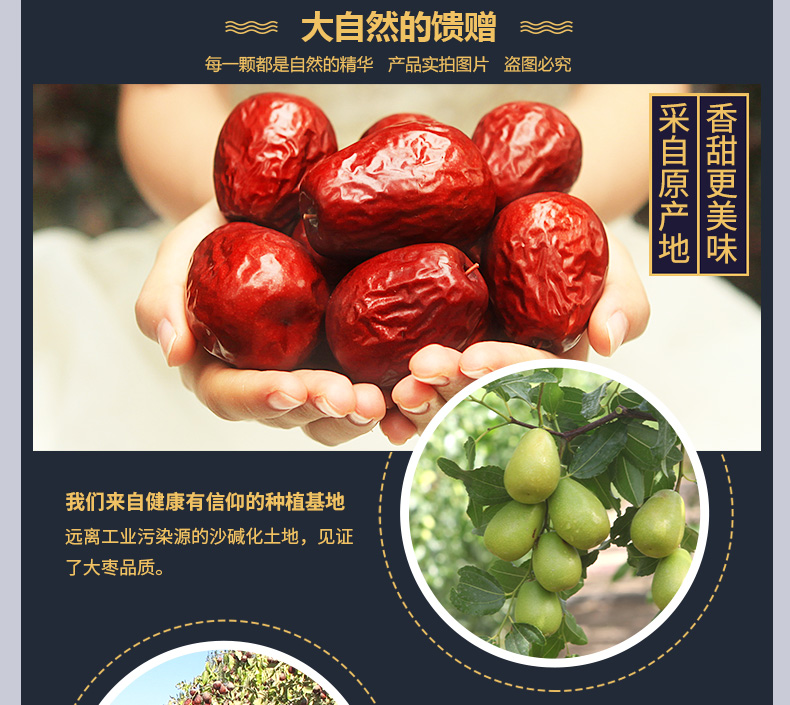 大自然的馈赠
每一颗都是自然的精华 产品实拍图片 盗图必究
香甜更美味
采自原产地
我们来自健康有信仰的种植基地
远离工业污染源的沙碱化土地，见证
了大枣品质。